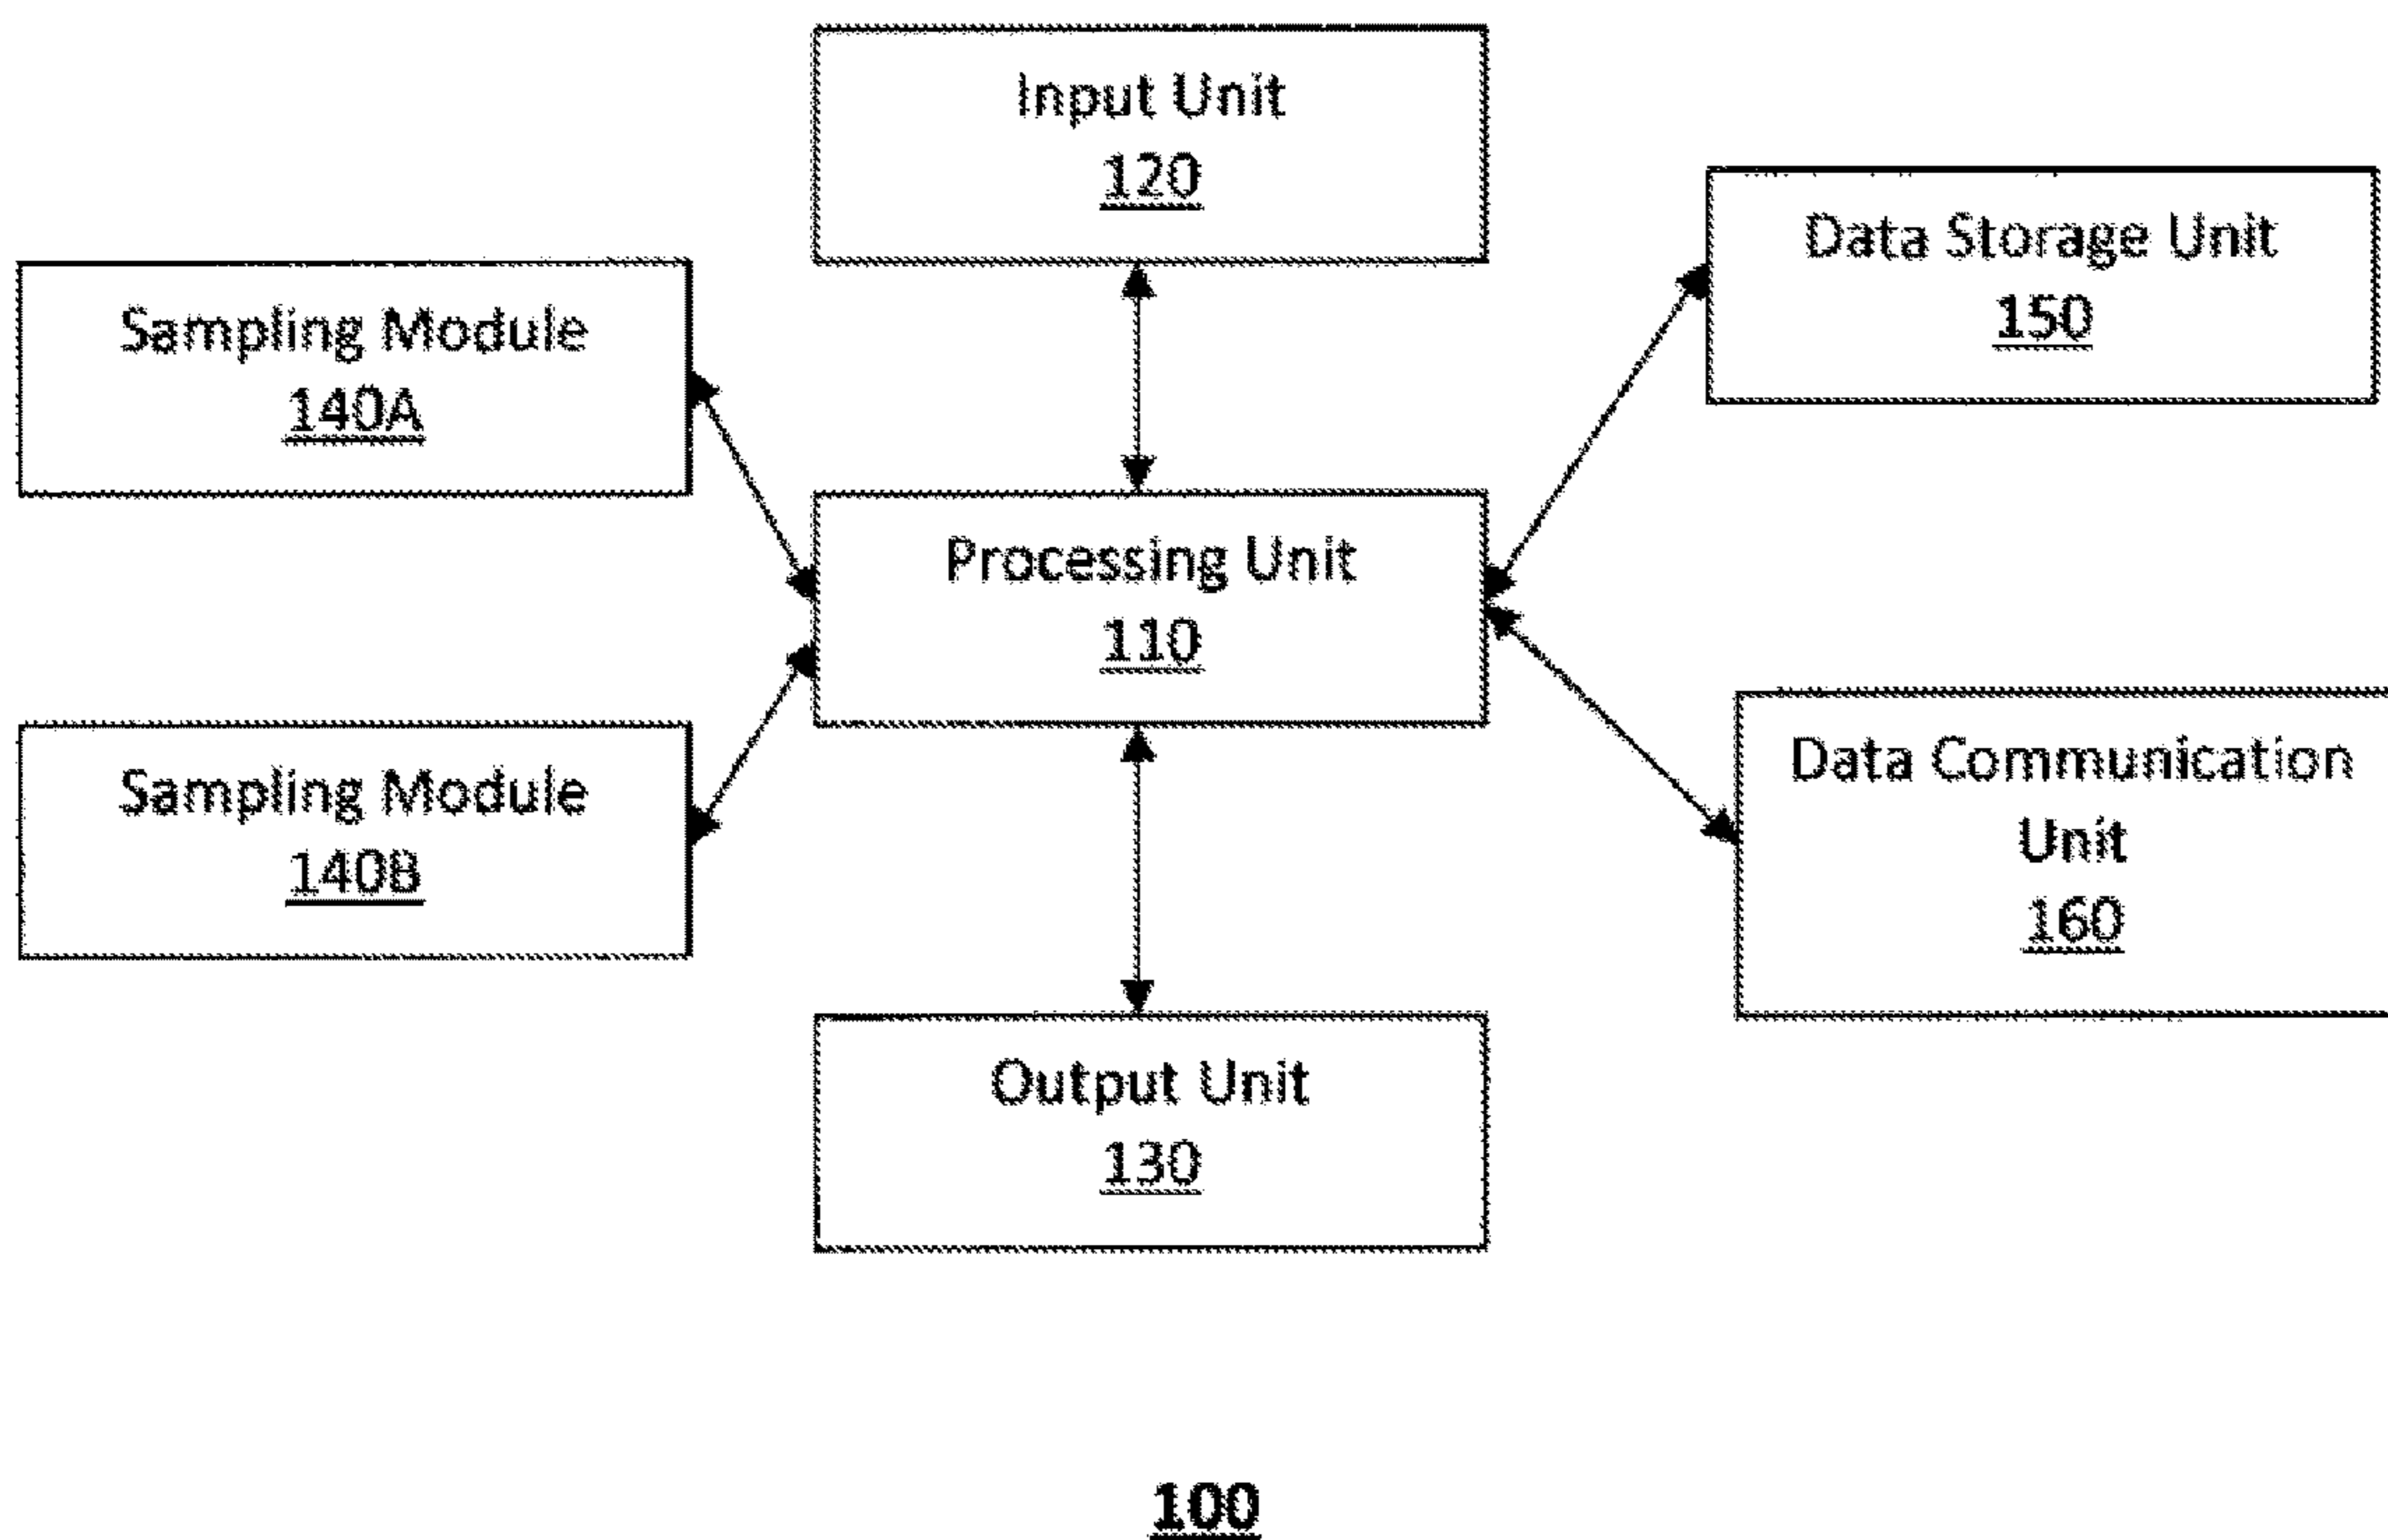 Input Unit
120
Data Storage Unit
150
Sampling Module
140A
Processing Unit
110
Sampling Module
140B
Data Communication
Unit
160
Output Unit
130
100